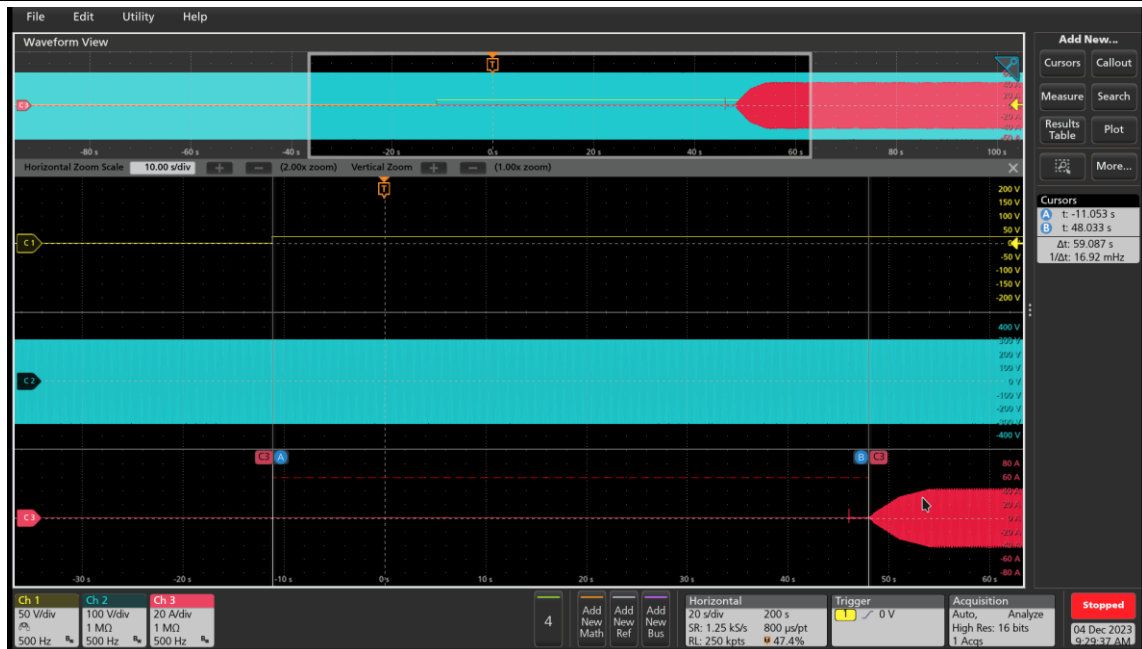 File Edit Utility Help
Waveform View
Add New...
Cursors Callout
Measure Search
Results Table Plot
More...
T
C3
-80 s -60 s -40 s -20 s 0 s 20 s 40 s 60 s 80 s 100 s
Horizontal Zoom Scale 10.00 s/div + − (2.00x zoom) Vertical Zoom + − (1.00x zoom)
T
Cursors
A t: -11.053 s
B t: 48.033 s
Δt: 59.087 s
1/Δt: 16.92 mHz
200 V
150 V
100 V
50 V
C 1
-50 V
-100 V
-150 V
-200 V
400 V
300 V
200 V
100 V
C 2
0 V
-100 V
-200 V
-300 V
-400 V
C3 A B C3
80 A
60 A
20 A
C 3
0 A
-20 A
-60 A
-80 A
-30 s -20 s -10 s 0 s 10 s 20 s 30 s 40 s 50 s 60 s
Ch 1
50 V/div
500 Hz
Ch 2
100 V/div
1 MΩ
500 Hz
Ch 3
20 A/div
1 MΩ
500 Hz
4
Add New Math
Add New Ref
Add New Bus
Horizontal
20 s/div 200 s
SR: 1.25 kS/s 800 µs/pt
RL: 250 kpts 47.4%
Trigger
1 0 V
Acquisition
Auto, Analyze
High Res: 16 bits
1 Acqs
Stopped
04 Dec 2023
9:29:37 AM